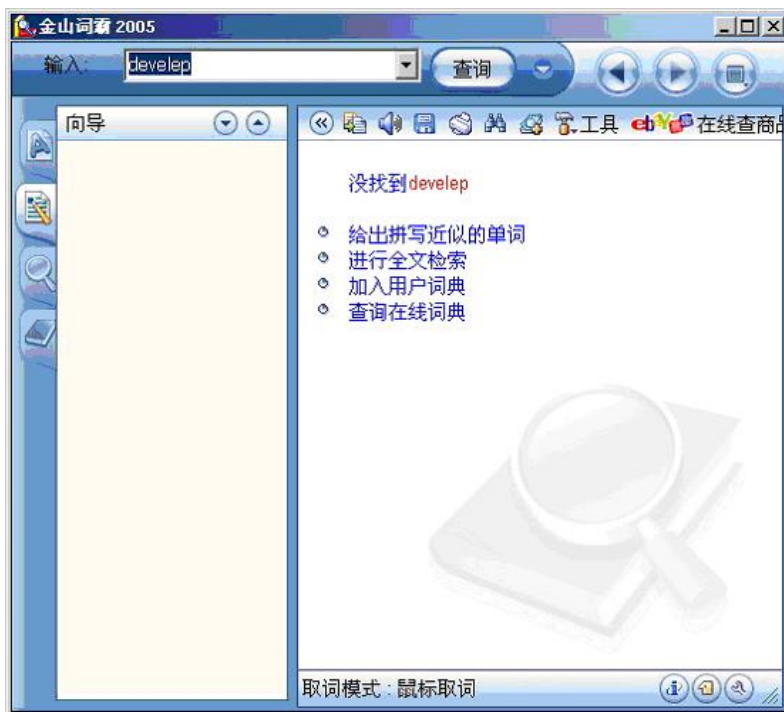 金山词霸 2005
输入: develep 查询
向导
工具 ebY 在线查商品
没找到develep
给出拼写近似的单词
进行全文检索
加入用户词典
查询在线词典
取词模式 : 鼠标取词